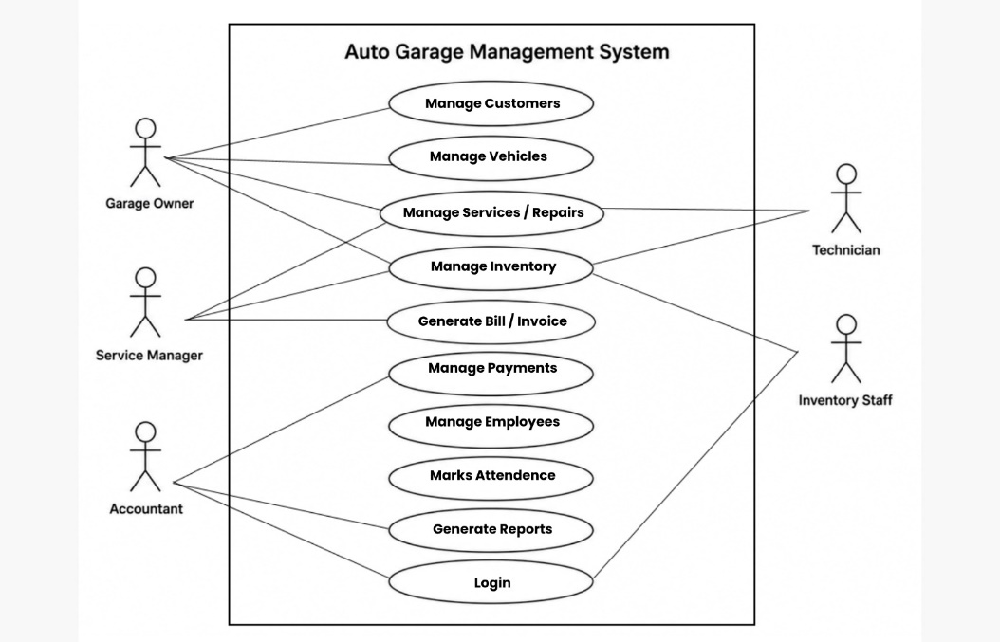 Auto Garage Management System
Manage Customers
Manage Vehicles
Manage Services / Repairs
Manage Inventory
Generate Bill / Invoice
Manage Payments
Manage Employees
Marks Attendence
Generate Reports
Login
Garage Owner
Service Manager
Accountant
Technician
Inventory Staff